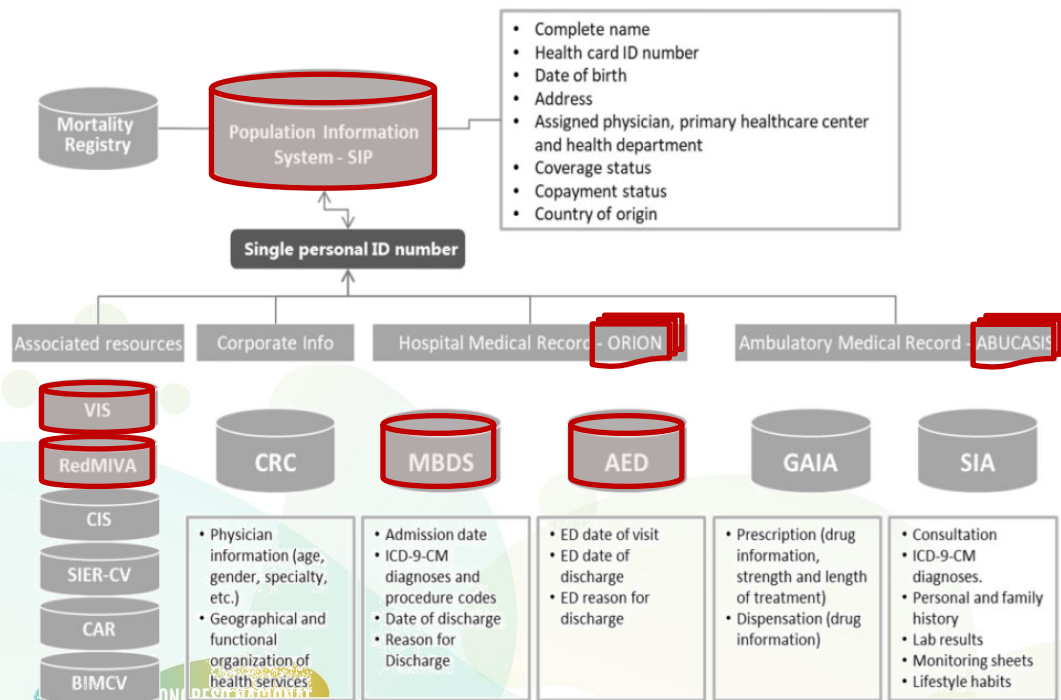 • Complete name
• Health card ID number
• Date of birth
• Address
• Assigned physician, primary healthcare center
and health department
• Coverage status
• Copayment status
• Country of origin
Mortality
Registry
Population Information
System - SIP
Single personal ID number
Associated resources
Corporate Info
Hospital Medical Record - ORION
Ambulatory Medical Record - ABUCASIS
VIS
RedMIVA
CIS
SIER-CV
CAR
BIMCV
CRC
• Physician
information (age,
gender, specialty,
etc.)
• Geographical and
functional
organization of
health services
MBDS
• Admission date
• ICD-9-CM
diagnoses and
procedure codes
• Date of discharge
• Reason for
Discharge
AED
• ED date of visit
• ED date of
discharge
• ED reason for
discharge
GAIA
• Prescription (drug
information,
strength and length
of treatment)
• Dispensation (drug
information)
SIA
• Consultation
• ICD-9-CM
diagnoses.
• Personal and family
history
• Lab results
• Monitoring sheets
• Lifestyle habits